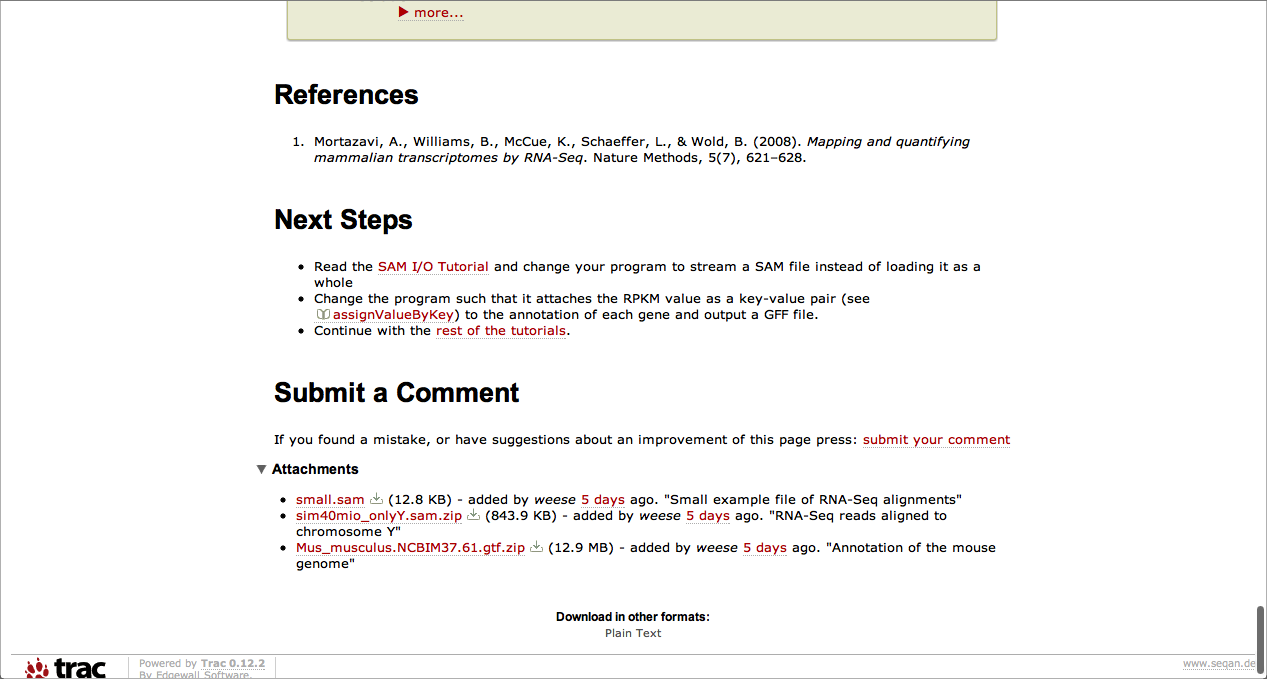 more...
References
1. Mortazavi, A., Williams, B., McCue, K., Schaeffer, L., & Wold, B. (2008). Mapping and quantifying
mammalian transcriptomes by RNA-Seq. Nature Methods, 5(7), 621–628.
Next Steps
Read the SAM I/O Tutorial and change your program to stream a SAM file instead of loading it as a
whole
Change the program such that it attaches the RPKM value as a key-value pair (see
assignValueByKey) to the annotation of each gene and output a GFF file.
Continue with the rest of the tutorials.
Submit a Comment
If you found a mistake, or have suggestions about an improvement of this page press: submit your comment
Attachments
small.sam (12.8 KB) - added by weese 5 days ago. "Small example file of RNA-Seq alignments"
sim40mio_onlyY.sam.zip (843.9 KB) - added by weese 5 days ago. "RNA-Seq reads aligned to
chromosome Y"
Mus_musculus.NCBIM37.61.gtf.zip (12.9 MB) - added by weese 5 days ago. "Annotation of the mouse
genome"
Download in other formats:
Plain Text
trac
Powered by Trac 0.12.2
By Edgewall Software.
www.seqan.de